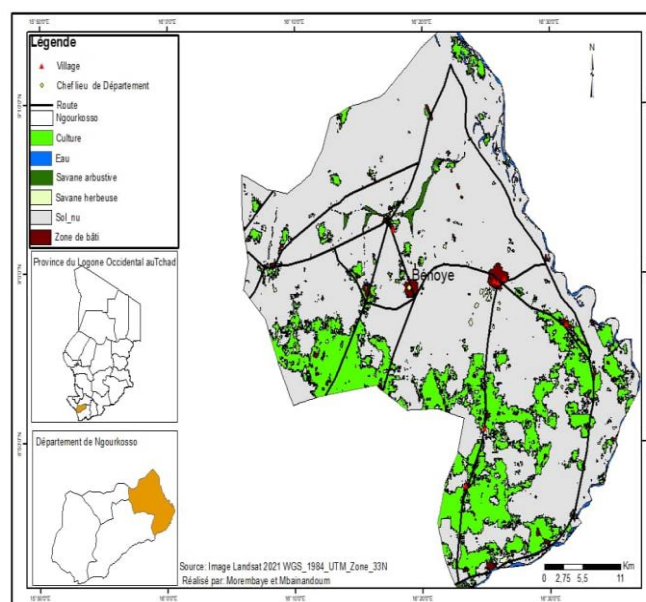 Légende
Village
Chef lieu de Département
Route
Ngourkosso
Culture
Eau
Savane arbustive
Savane herbeuse
Sol_nu
Zone de bâti
Province du Logone Occidental auTchad
Département de Ngourkosso
N
Bénoye
Source: Image Landsat 2021 WGS_1984_UTM_Zone_33N
Réalisé par: Morembaye et Mbainandoum
Km
0 2,75 5,5 11